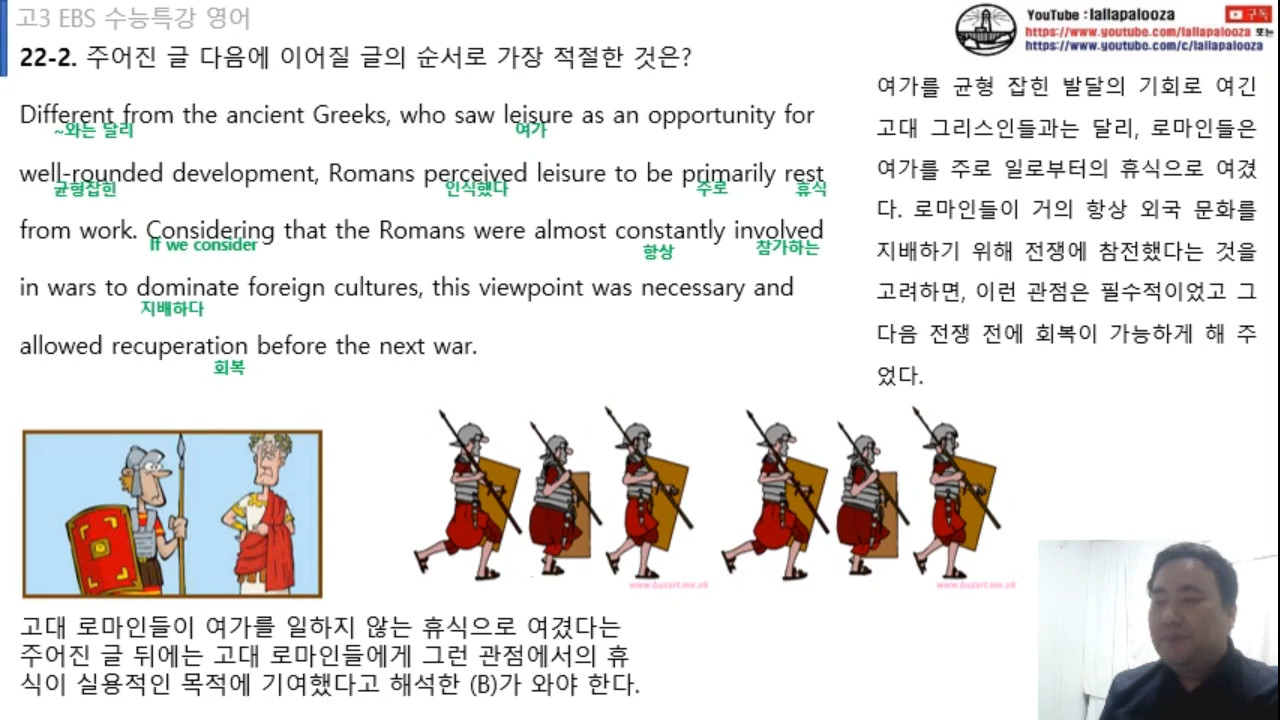 고3 EBS 수능특강 영어
YouTube : lallapalooza
구독
https://www.youtube.com/lallapalooza 또는
https://www.youtube.com/c/lallapalooza
22-2. 주어진 글 다음에 이어질 글의 순서로 가장 적절한 것은?
Different from the ancient Greeks, who saw leisure as an opportunity for
~와는 달리 여가
well-rounded development, Romans perceived leisure to be primarily rest
균형잡힌 인식했다 주로 휴식
from work. Considering that the Romans were almost constantly involved
If we consider 항상 참가하는
in wars to dominate foreign cultures, this viewpoint was necessary and
지배하다
allowed recuperation before the next war.
회복
여가를 균형 잡힌 발달의 기회로 여긴
고대 그리스인들과는 달리, 로마인들은
여가를 주로 일로부터의 휴식으로 여겼
다. 로마인들이 거의 항상 외국 문화를
지배하기 위해 전쟁에 참전했다는 것을
고려하면, 이런 관점은 필수적이었고 그
다음 전쟁 전에 회복이 가능하게 해 주
었다.
www.bazart.me.uk
www.bazart.me.uk
고대 로마인들이 여가를 일하지 않는 휴식으로 여겼다는
주어진 글 뒤에는 고대 로마인들에게 그런 관점에서의 휴
식이 실용적인 목적에 기여했다고 해석한 (B)가 와야 한다.